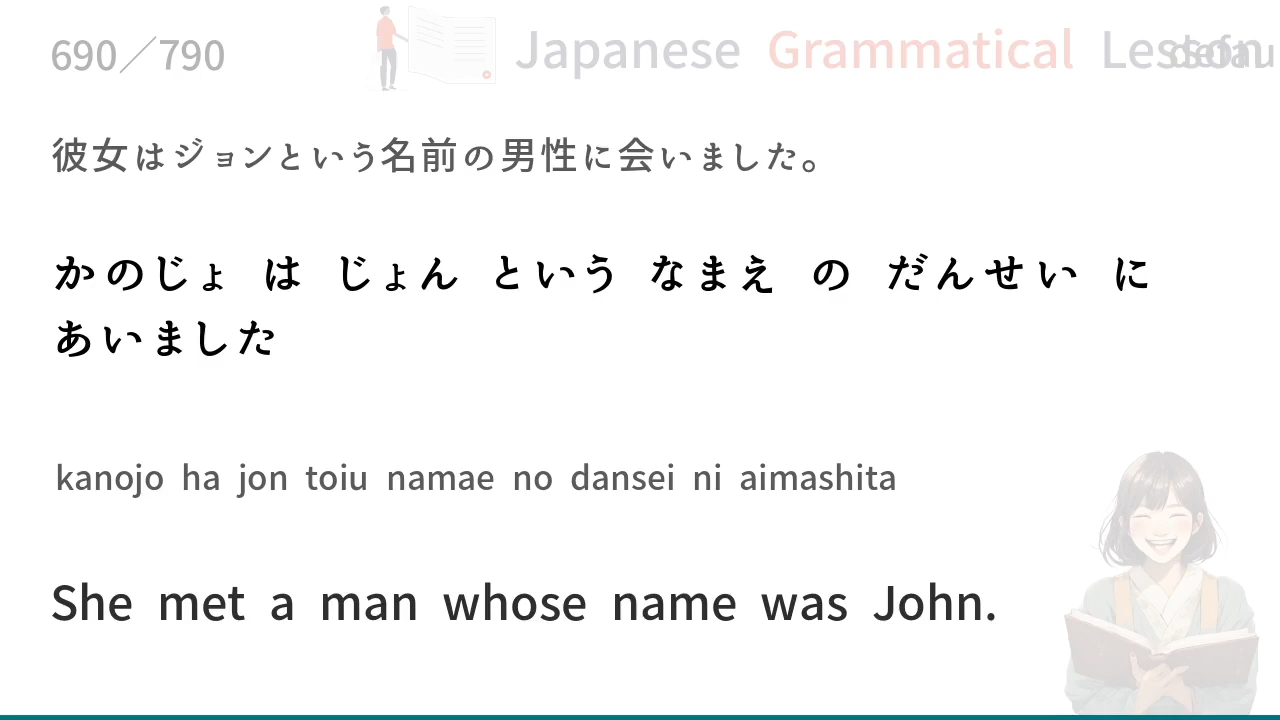 690／790
Japanese Grammatical Lesson
defau
彼女はジョンという名前の男性に会いました。
かのじょ は じょん という なまえ の だんせい に
あいました
kanojo ha jon toiu namae no dansei ni aimashita
She met a man whose name was John.